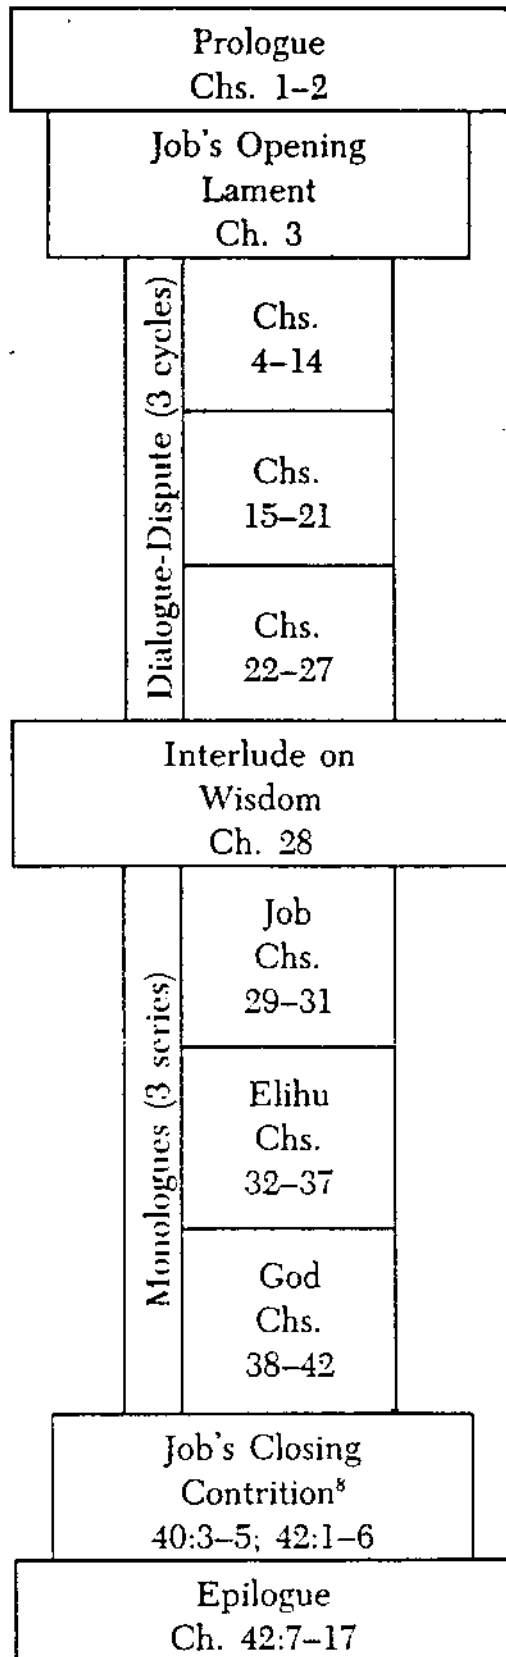 Prologue
Chs. 1–2
Job's Opening
Lament
Ch. 3
Dialogue-Dispute (3 cycles)
Chs.
4–14
Chs.
15–21
Chs.
22–27
Interlude on
Wisdom
Ch. 28
Monologues (3 series)
Job
Chs.
29–31
Elihu
Chs.
32–37
God
Chs.
38–42
Job's Closing
Contrition⁸
40:3–5; 42:1–6
Epilogue
Ch. 42:7–17